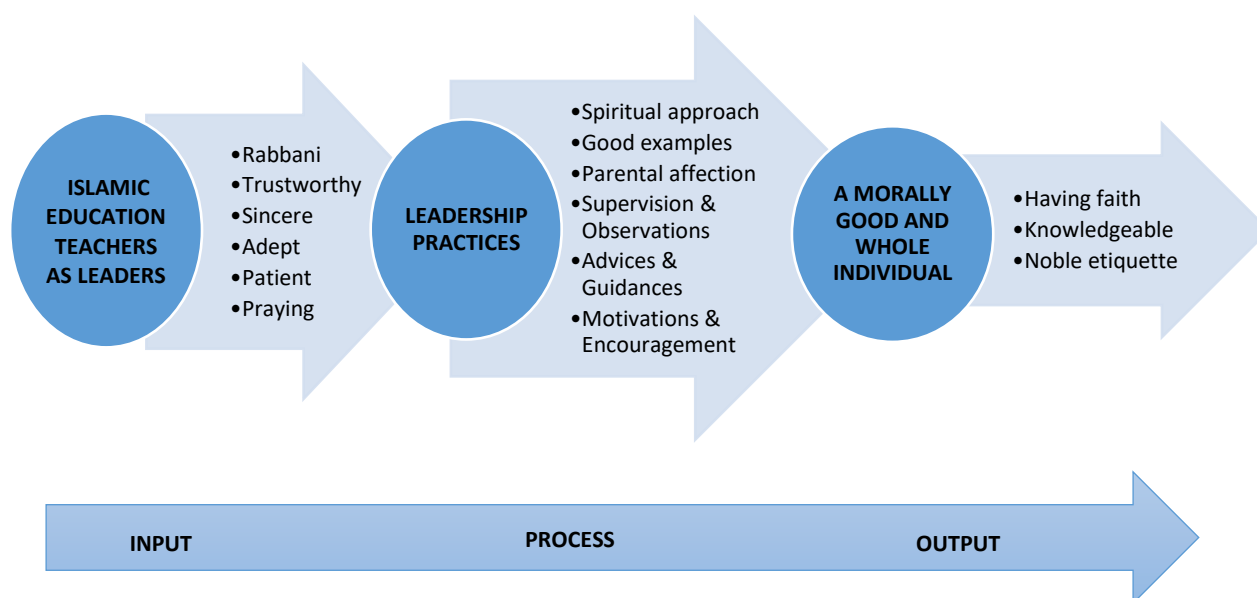 ISLAMIC
EDUCATION
TEACHERS
AS LEADERS
•Rabbani
•Trustworthy
•Sincere
•Adept
•Patient
•Praying
LEADERSHIP
PRACTICES
•Spiritual approach
•Good examples
•Parental affection
•Supervision &
Observations
•Advices &
Guidances
•Motivations &
Encouragement
A MORALLY
GOOD AND
WHOLE
INDIVIDUAL
•Having faith
•Knowledgeable
•Noble etiquette
INPUT
PROCESS
OUTPUT